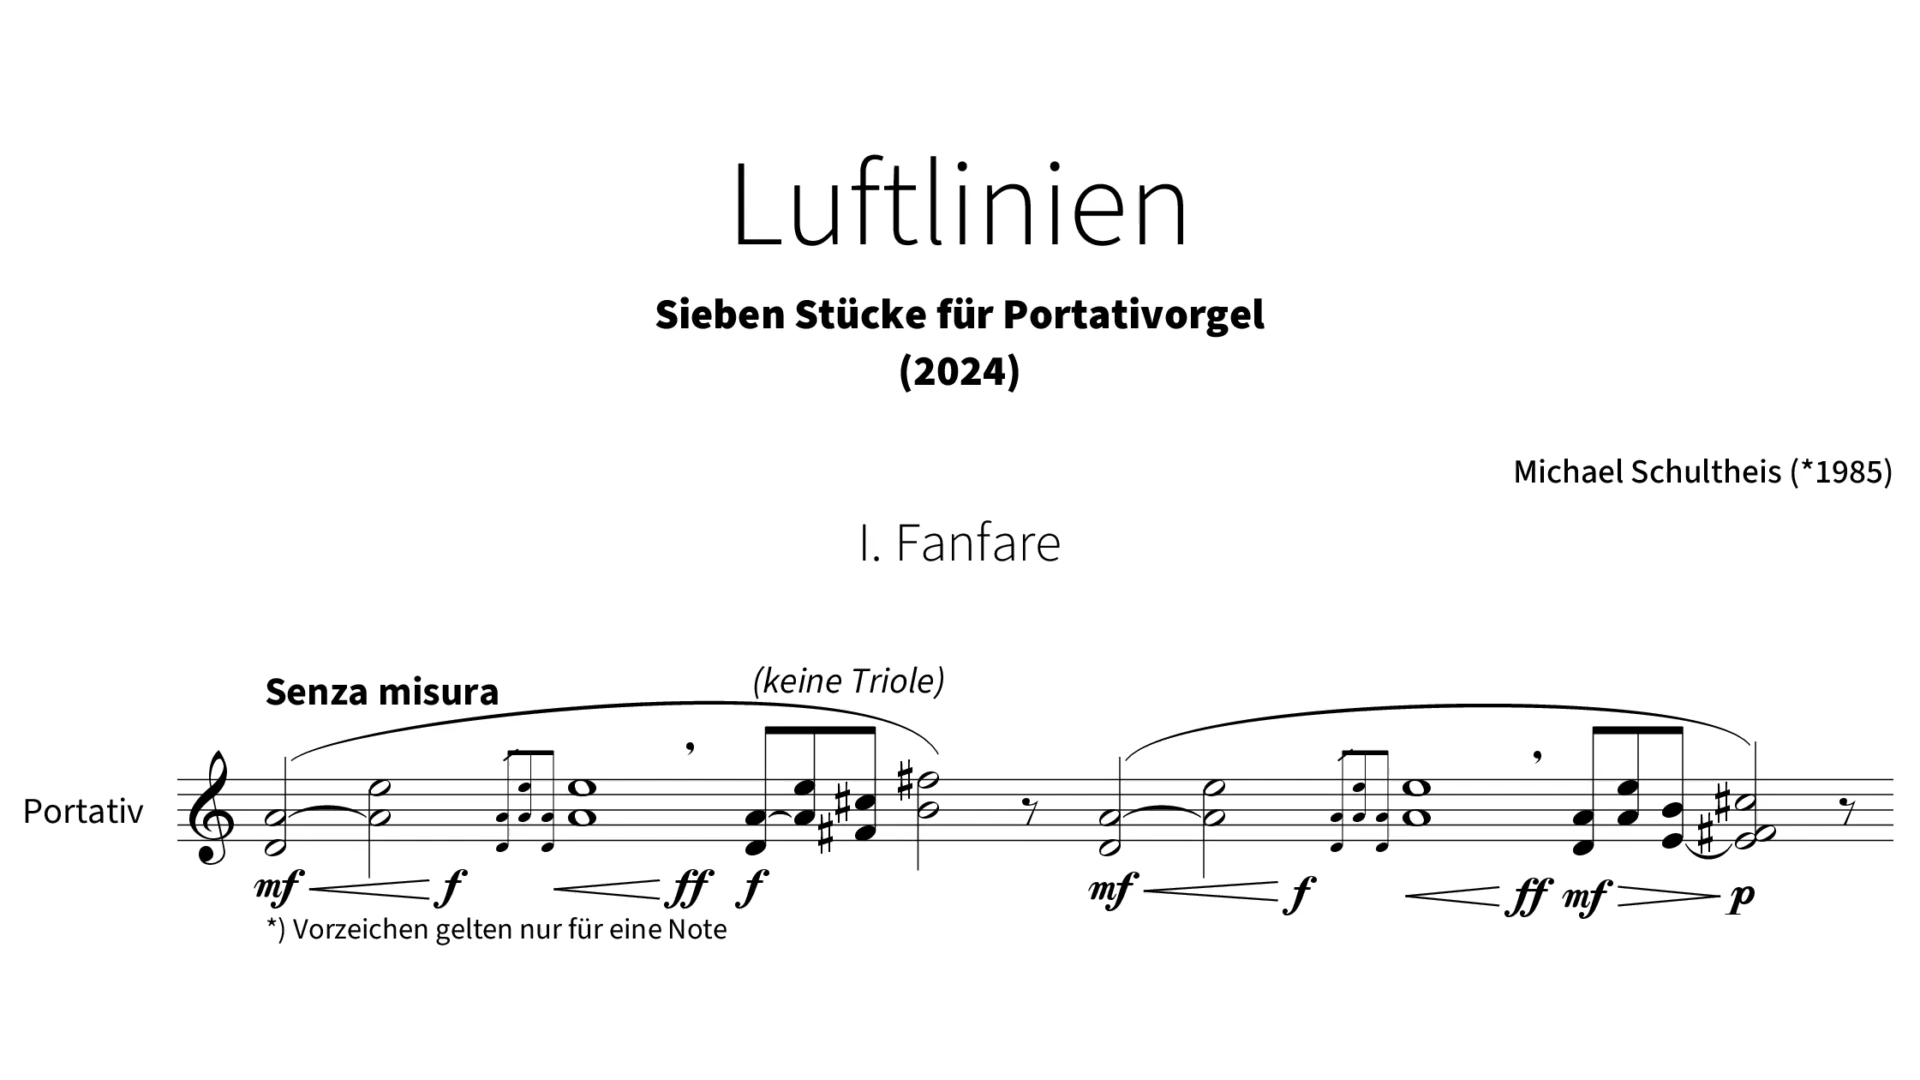 Luftlinien
Sieben Stücke für Portativorgel
(2024)
Michael Schultheis (*1985)
I. Fanfare
Senza misura
(keine Triole)
Portativ
mf f ff f mf f ff mf p
*) Vorzeichen gelten nur für eine Note